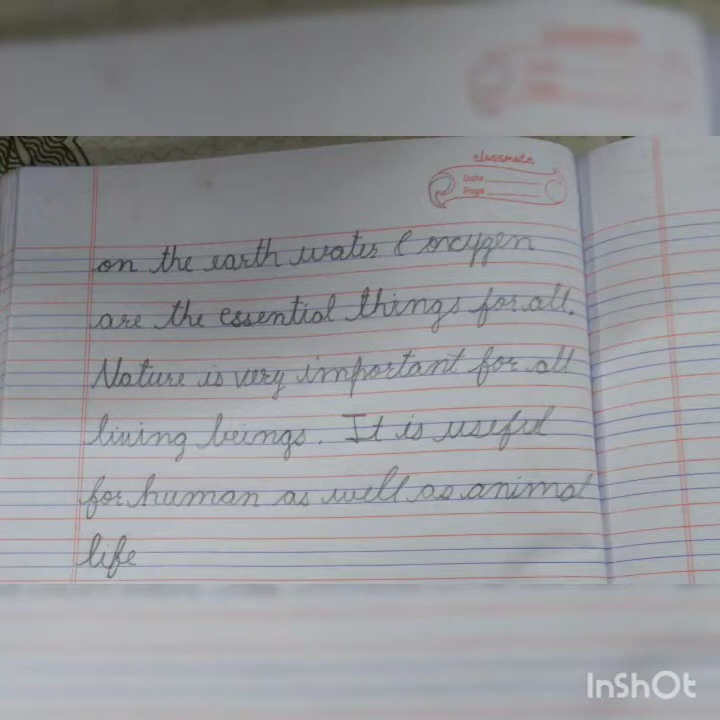 classmate
Date
Page
on the earth water & oxygen
are the essential things for all.
Nature is very important for all
living beings. It is useful
for human as well as animal
life
InShOt